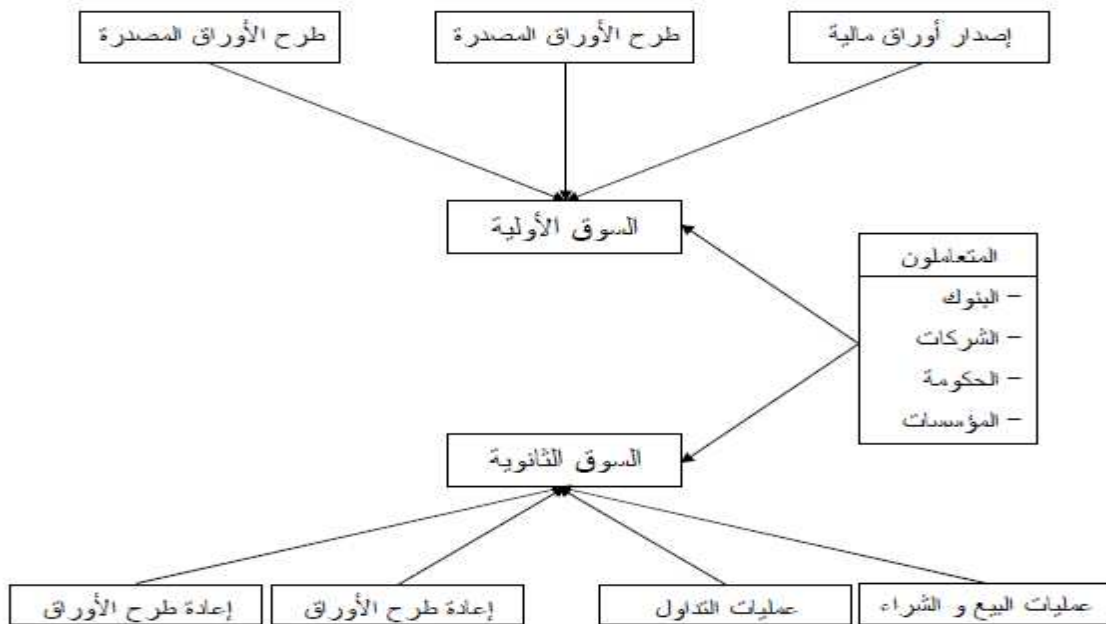 إصدار أوراق مالية
طرح الأوراق المصدرة
طرح الأوراق المصدرة
السوق الأولية
المتعاملون
– البنوك
– الشركات
– الحكومة
– المؤسسات
السوق الثانوية
عمليات البيع و الشراء
عمليات التداول
إعادة طرح الأوراق
إعادة طرح الأوراق